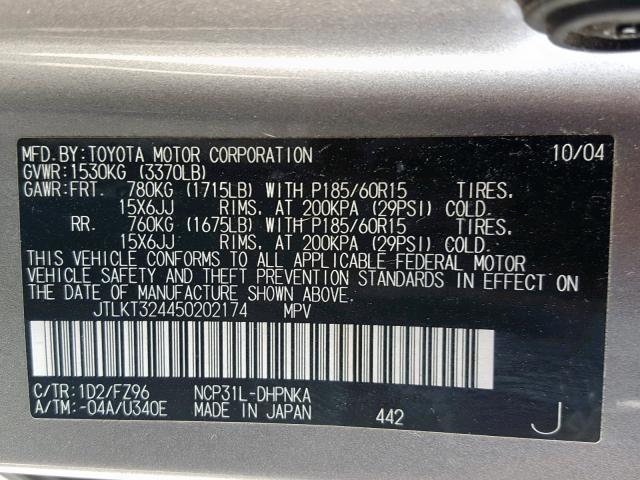 MFD.BY:TOYOTA MOTOR CORPORATION 10/04
GVWR:1530KG (3370LB)
GAWR:FRT. 780KG (1715LB) WITH P185/60R15 TIRES.
15X6JJ RIMS, AT 200KPA (29PSI) COLD.
RR. 760KG (1675LB) WITH P185/60R15 TIRES.
15X6JJ RIMS, AT 200KPA (29PSI) COLD.
THIS VEHICLE CONFORMS TO ALL APPLICABLE FEDERAL MOTOR
VEHICLE SAFETY AND THEFT PREVENTION STANDARDS IN EFFECT ON
THE DATE OF MANUFACTURE SHOWN ABOVE.
JTLKT324450202174 MPV
C/TR:1D2/FZ96 NCP31L-DHPNKA
A/TM:-04A/U340E MADE IN JAPAN 442 J